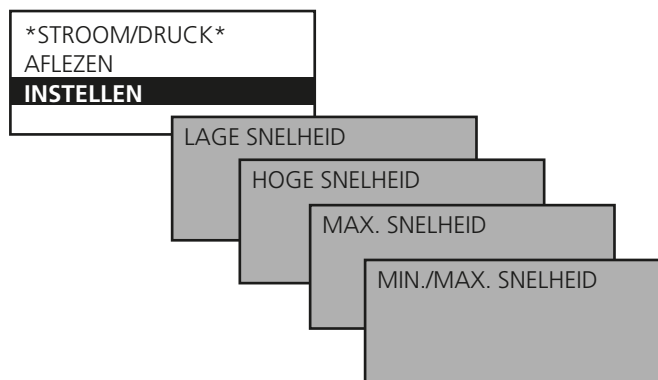 *STROOM/DRUCK*
AFLEZEN
INSTELLEN
LAGE SNELHEID
HOGE SNELHEID
MAX. SNELHEID
MIN./MAX. SNELHEID